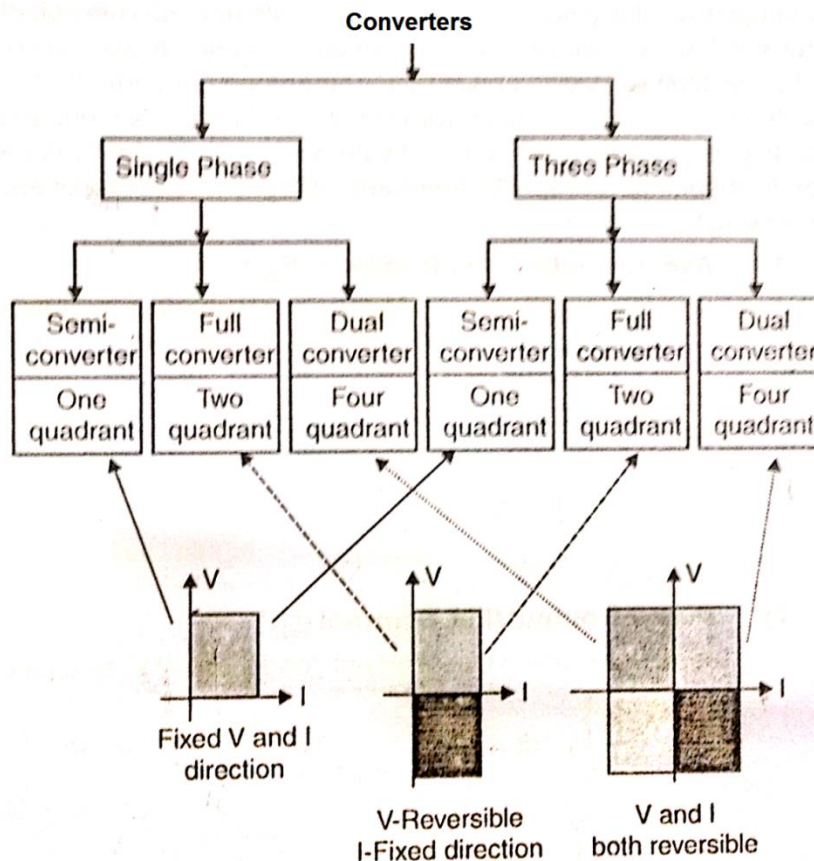 Converters
Single Phase
Three Phase
Semi-
converter
One
quadrant
Full
converter
Two
quadrant
Dual
converter
Four
quadrant
Semi-
converter
One
quadrant
Full
converter
Two
quadrant
Dual
converter
Four
quadrant
V
I
Fixed V and I
direction
V
I
V-Reversible
I-Fixed direction
V
I
V and I
both reversible